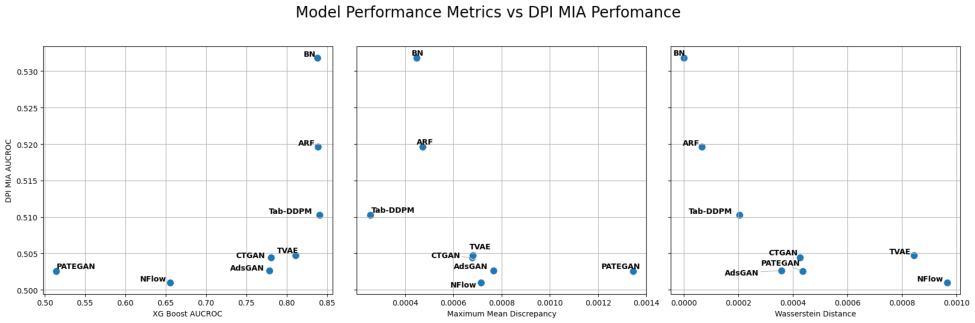 Model Performance Metrics vs DPI MIA Perfomance
DPI MIA AUCROC
0.530
0.525
0.520
0.515
0.510
0.505
0.500
BN
ARF
Tab-DDPM
TVAE
CTGAN
AdsGAN
PATEGAN
NFlow
0.50 0.55 0.60 0.65 0.70 0.75 0.80 0.85
XG Boost AUCROC
BN
ARF
Tab-DDPM
TVAE
CTGAN
AdsGAN
PATEGAN
NFlow
0.0004 0.0006 0.0008 0.0010 0.0012 0.0014
Maximum Mean Discrepancy
BN
ARF
Tab-DDPM
TVAE
CTGAN
PATEGAN
AdsGAN
NFlow
0.0000 0.0002 0.0004 0.0006 0.0008 0.0010
Wasserstein Distance